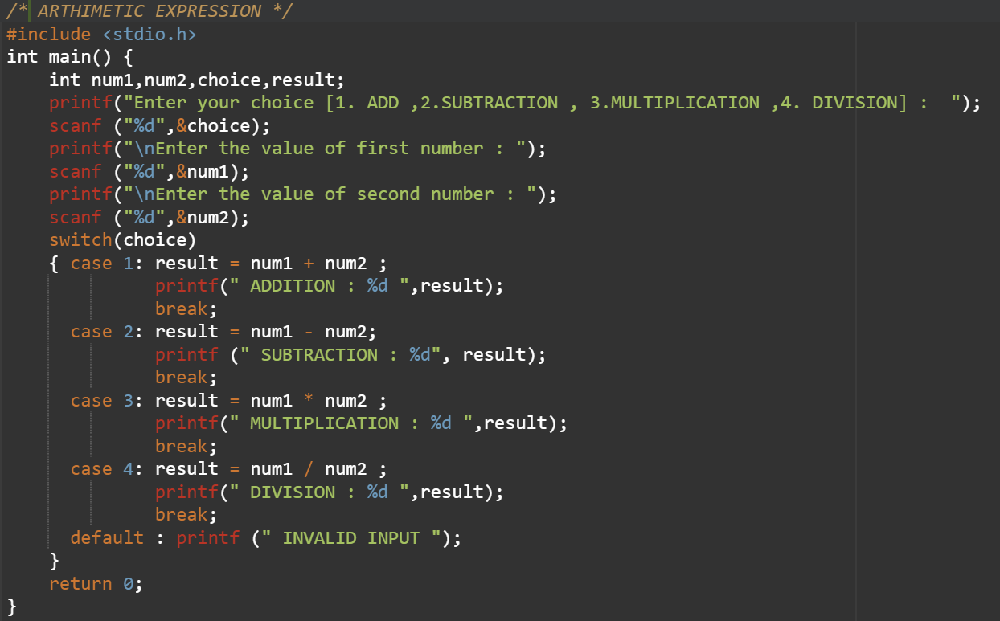 /* ARTHIMETIC EXPRESSION */
#include <stdio.h>
int main() {
    int num1,num2,choice,result;
    printf("Enter your choice [1. ADD ,2.SUBTRACTION , 3.MULTIPLICATION ,4. DIVISION] :  ");
    scanf ("%d",&choice);
    printf("\nEnter the value of first number : ");
    scanf ("%d",&num1);
    printf("\nEnter the value of second number : ");
    scanf ("%d",&num2);
    switch(choice)
    { case 1: result = num1 + num2 ;
              printf(" ADDITION : %d ",result);
              break;
      case 2: result = num1 - num2;
              printf (" SUBTRACTION : %d", result);
              break;
      case 3: result = num1 * num2 ;
              printf(" MULTIPLICATION : %d ",result);
              break;
      case 4: result = num1 / num2 ;
              printf(" DIVISION : %d ",result);
              break;
      default : printf (" INVALID INPUT ");
    }
    return 0;
}